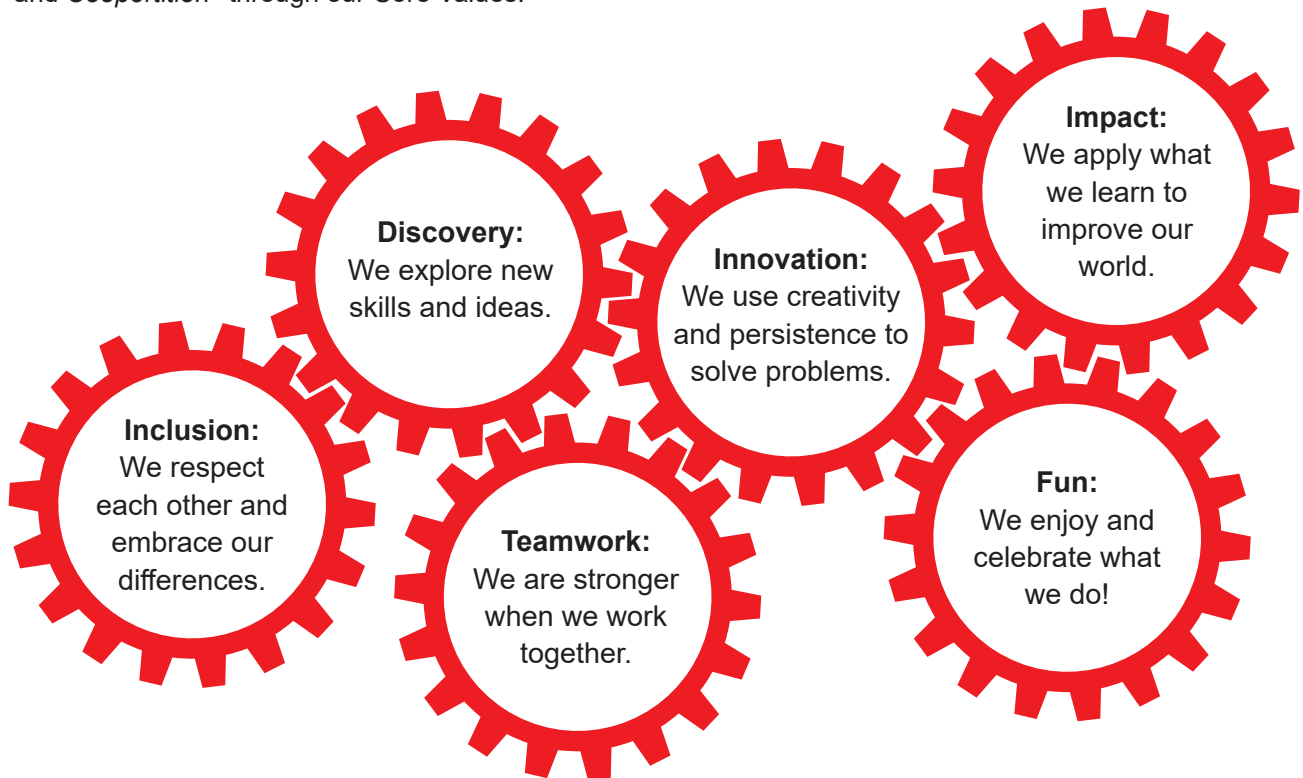 Impact:
We apply what
we learn to
improve our
world.
Discovery:
We explore new
skills and ideas.
Innovation:
We use creativity
and persistence to
solve problems.
Inclusion:
We respect
each other and
embrace our
differences.
Teamwork:
We are stronger
when we work
together.
Fun:
We enjoy and
celebrate what
we do!